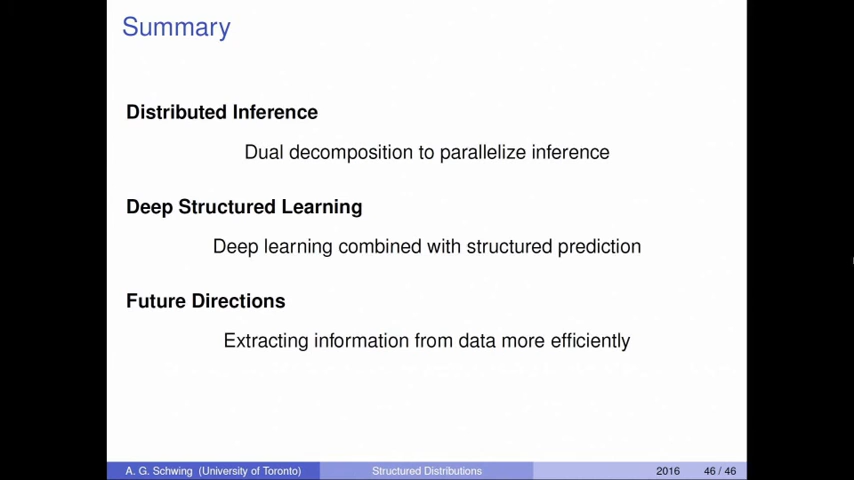 Summary
Distributed Inference
Dual decomposition to parallelize inference
Deep Structured Learning
Deep learning combined with structured prediction
Future Directions
Extracting information from data more efficiently
A. G. Schwing (University of Toronto) Structured Distributions 2016 46 / 46